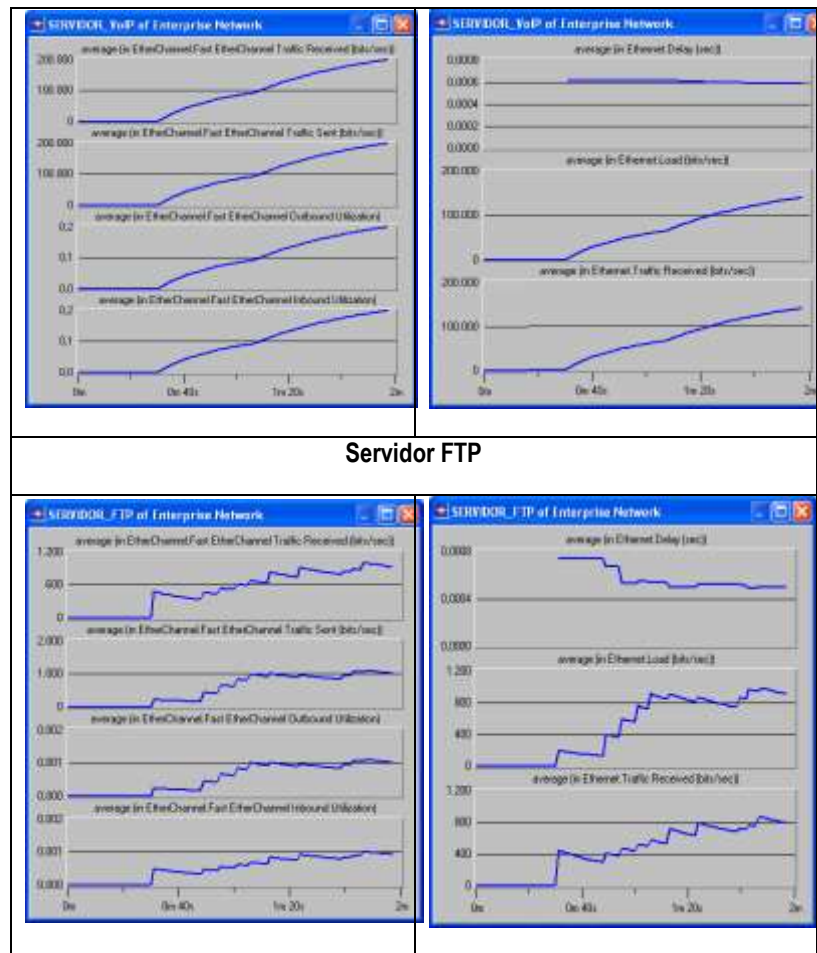 SERVIDOR_VoIP of Enterprise Network
average (in EtherChannel.Fast EtherChannel Traffic Received (bits/sec))
200.000
100.000
0
average (in EtherChannel.Fast EtherChannel Traffic Sent (bits/sec))
200.000
100.000
0
average (in EtherChannel.Fast EtherChannel Outbound Utilization)
0,2
0,1
0,0
average (in EtherChannel.Fast EtherChannel Inbound Utilization)
0,2
0,1
0,0
0m 0m 40s 1m 20s 2m
SERVIDOR_VoIP of Enterprise Network
average (in Ethernet.Delay (sec))
0,0008
0,0006
0,0004
0,0002
0,0000
average (in Ethernet.Load (bits/sec))
200.000
100.000
0
average (in Ethernet.Traffic Received (bits/sec))
200.000
100.000
0
0m 0m 40s 1m 20s 2m
Servidor FTP
SERVIDOR_FTP of Enterprise Network
average (in EtherChannel.Fast EtherChannel Traffic Received (bits/sec))
1.200
600
0
average (in EtherChannel.Fast EtherChannel Traffic Sent (bits/sec))
2.000
1.000
0
average (in EtherChannel.Fast EtherChannel Outbound Utilization)
0,002
0,001
0,000
average (in EtherChannel.Fast EtherChannel Inbound Utilization)
0,002
0,001
0,000
0m 0m 40s 1m 20s 2m
SERVIDOR_FTP of Enterprise Network
average (in Ethernet.Delay (sec))
0,0008
0,0004
0,0000
average (in Ethernet.Load (bits/sec))
1.200
800
400
0
average (in Ethernet.Traffic Received (bits/sec))
1.200
800
400
0
0m 0m 40s 1m 20s 2m